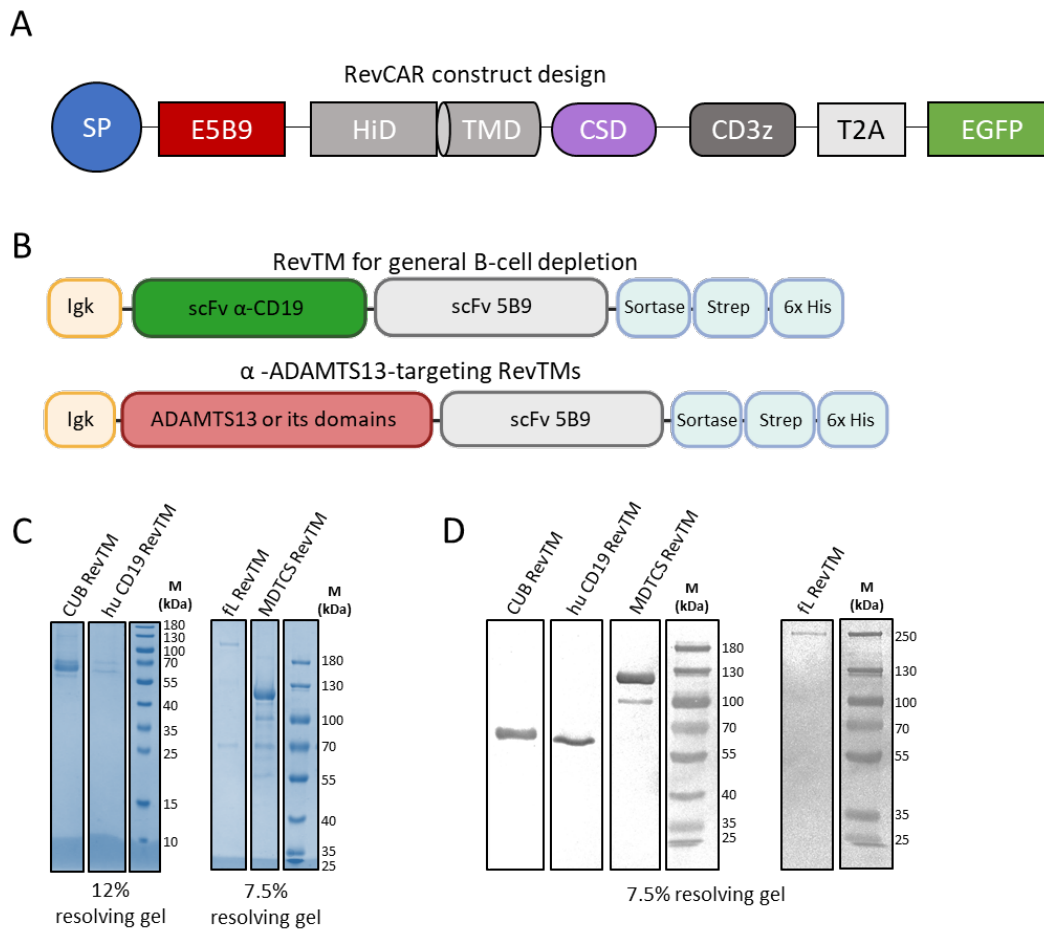 A
RevCAR construct design
SP E5B9 HiD TMD CSD CD3z T2A EGFP
B
RevTM for general B-cell depletion
Igk scFv α-CD19 scFv 5B9 Sortase Strep 6x His
α -ADAMTS13-targeting RevTMs
Igk ADAMTS13 or its domains scFv 5B9 Sortase Strep 6x His
C
CUB RevTM
hu CD19 RevTM
M
(kDa)
180
130
100
70
55
40
35
25
15
10
12%
resolving gel
fL RevTM
MDTCS RevTM
M
(kDa)
180
130
100
70
55
40
35
25
7.5%
resolving gel
D
CUB RevTM
hu CD19 RevTM
MDTCS RevTM
M
(kDa)
180
130
100
70
55
40
35
25
fL RevTM
M
(kDa)
250
130
100
70
55
35
25
7.5% resolving gel